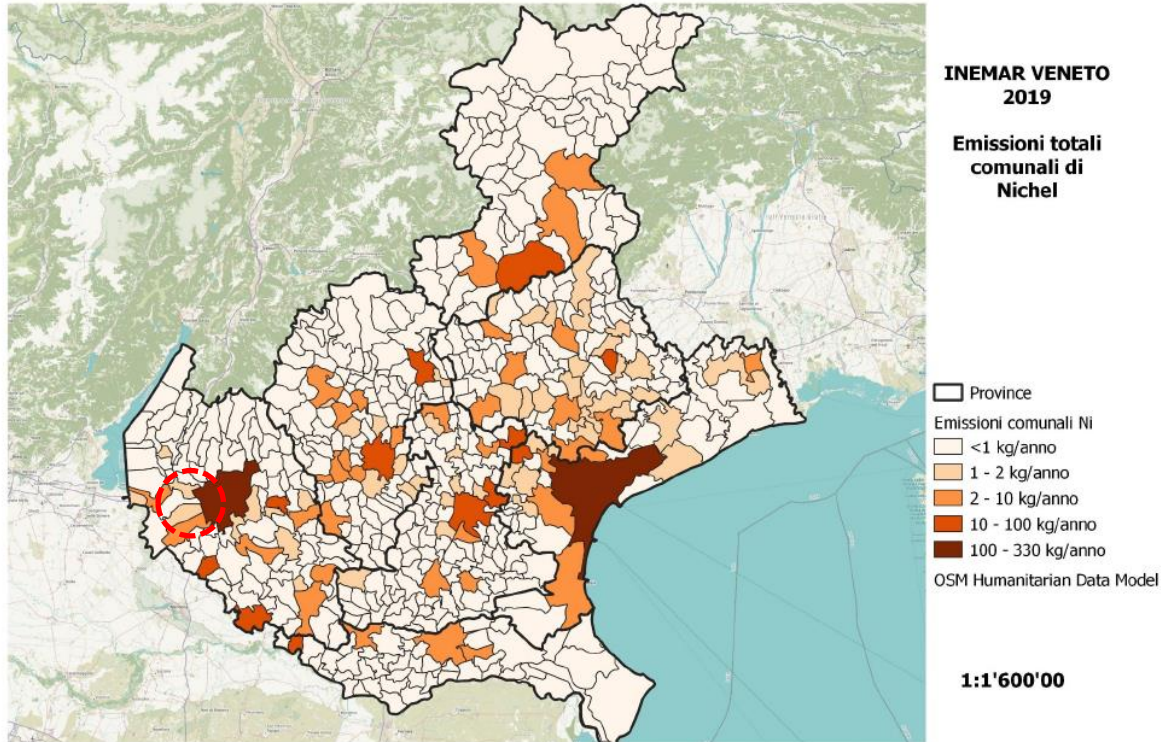 INEMAR VENETO
2019
Emissioni totali
comunali di
Nichel
Province
Emissioni comunali Ni
<1 kg/anno
1 - 2 kg/anno
2 - 10 kg/anno
10 - 100 kg/anno
100 - 330 kg/anno
OSM Humanitarian Data Model
1:1'600'00